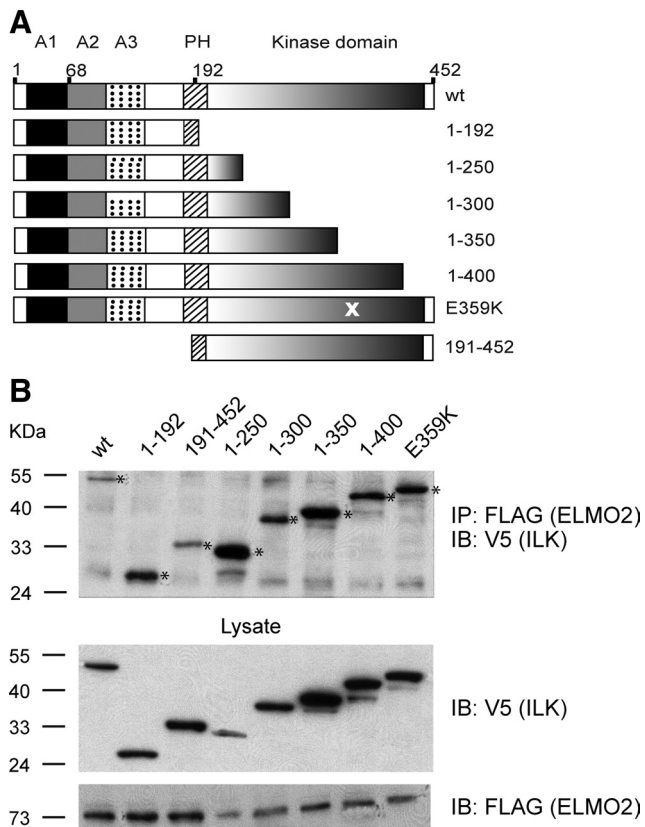 A
A1 A2 A3 PH Kinase domain
1 68 192 452
wt
1-192
1-250
1-300
1-350
1-400
X
E359K
191-452
B
KDa
wt 1-192 191-452 1-250 1-300 1-350 1-400 E359K
55
40
33
24
* * * * * * * *
IP: FLAG (ELMO2)
IB: V5 (ILK)
Lysate
55
40
33
24
IB: V5 (ILK)
73
IB: FLAG (ELMO2)